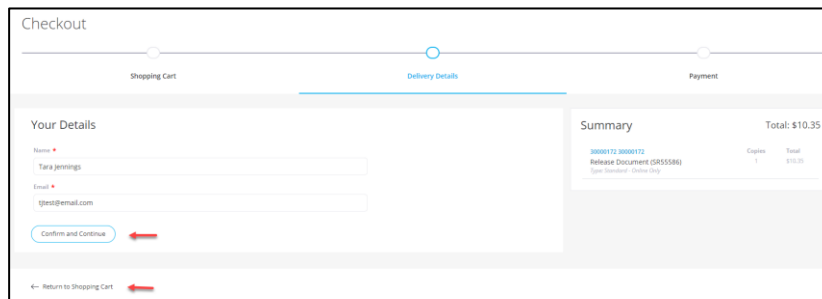 Checkout
Shopping Cart
Delivery Details
Payment
Your Details
Name *
Tara Jennings
Email *
tjtest@email.com
Confirm and Continue
← Return to Shopping Cart
Summary Total: $10.35
30000172 30000172 Copies Total
Release Document (SR55586) 1 $10.35
Type Standard - Online Only